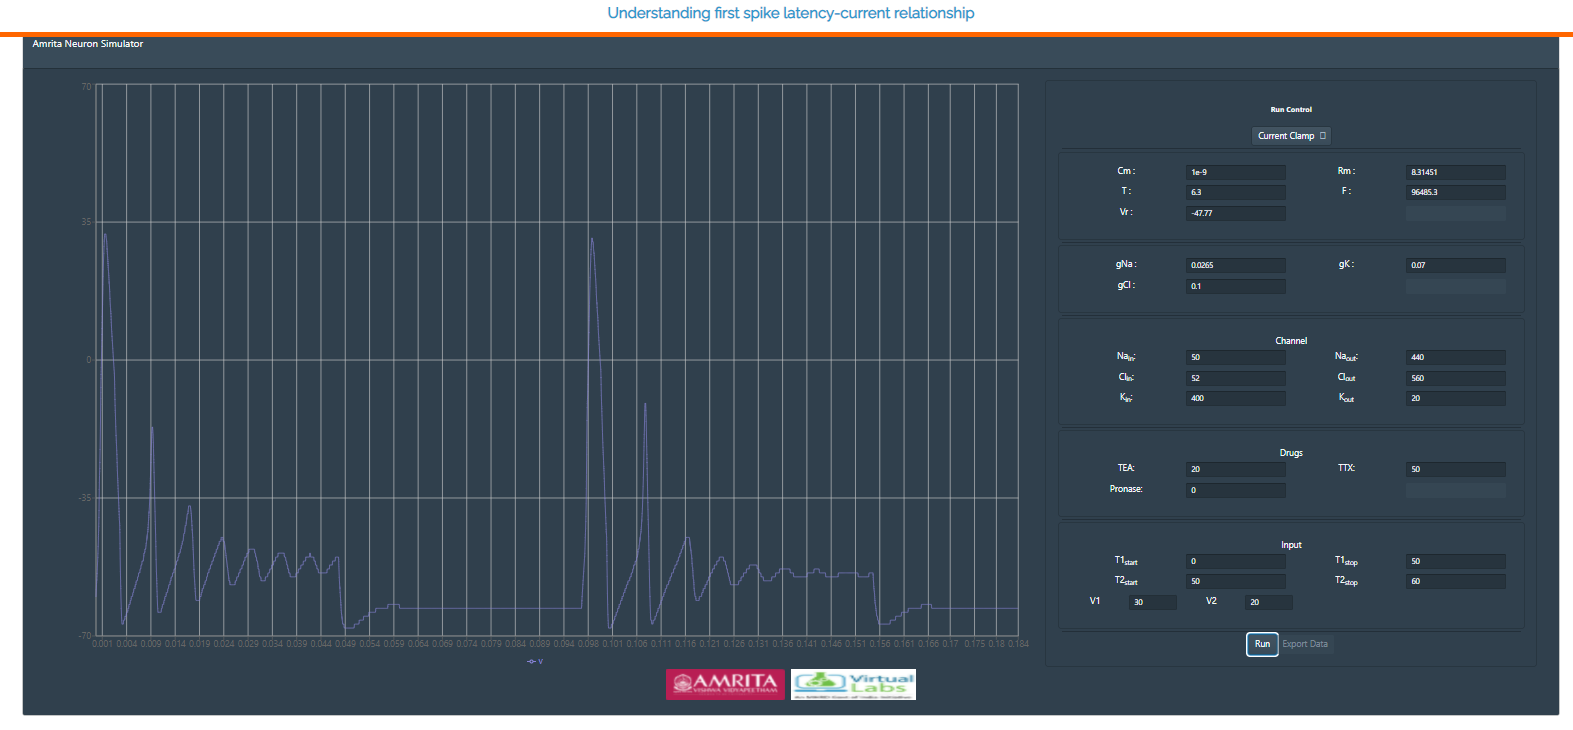 Understanding first spike latency-current relationship
Amrita Neuron Simulator
70
35
0
-35
-70
0.001 0.004 0.009 0.014 0.019 0.024 0.029 0.034 0.039 0.044 0.049 0.054 0.059 0.064 0.069 0.074 0.079 0.084 0.089 0.094 0.098 0.101 0.106 0.111 0.116 0.121 0.126 0.131 0.136 0.141 0.146 0.151 0.156 0.161 0.166 0.17 0.175 0.18 0.184
V
Run Control
Current Clamp
Cm : 1e-9 Rm : 8.31451
T : 6.3 F : 96485.3
Vr : -47.77
gNa : 0.0265 gK : 0.07
gCl : 0.1
Channel
Nain: 50 Naout: 440
Clin: 52 Clout 560
Kin: 400 Kout 20
Drugs
TEA: 20 TTX: 50
Pronase: 0
Input
T1start 0 T1stop 50
T2start 50 T2stop 60
V1 30 V2 20
Run Export Data
AMRITA
VISHWA VIDYAPEETHAM
Virtual
Labs
An MHRD Govt of India Initiative